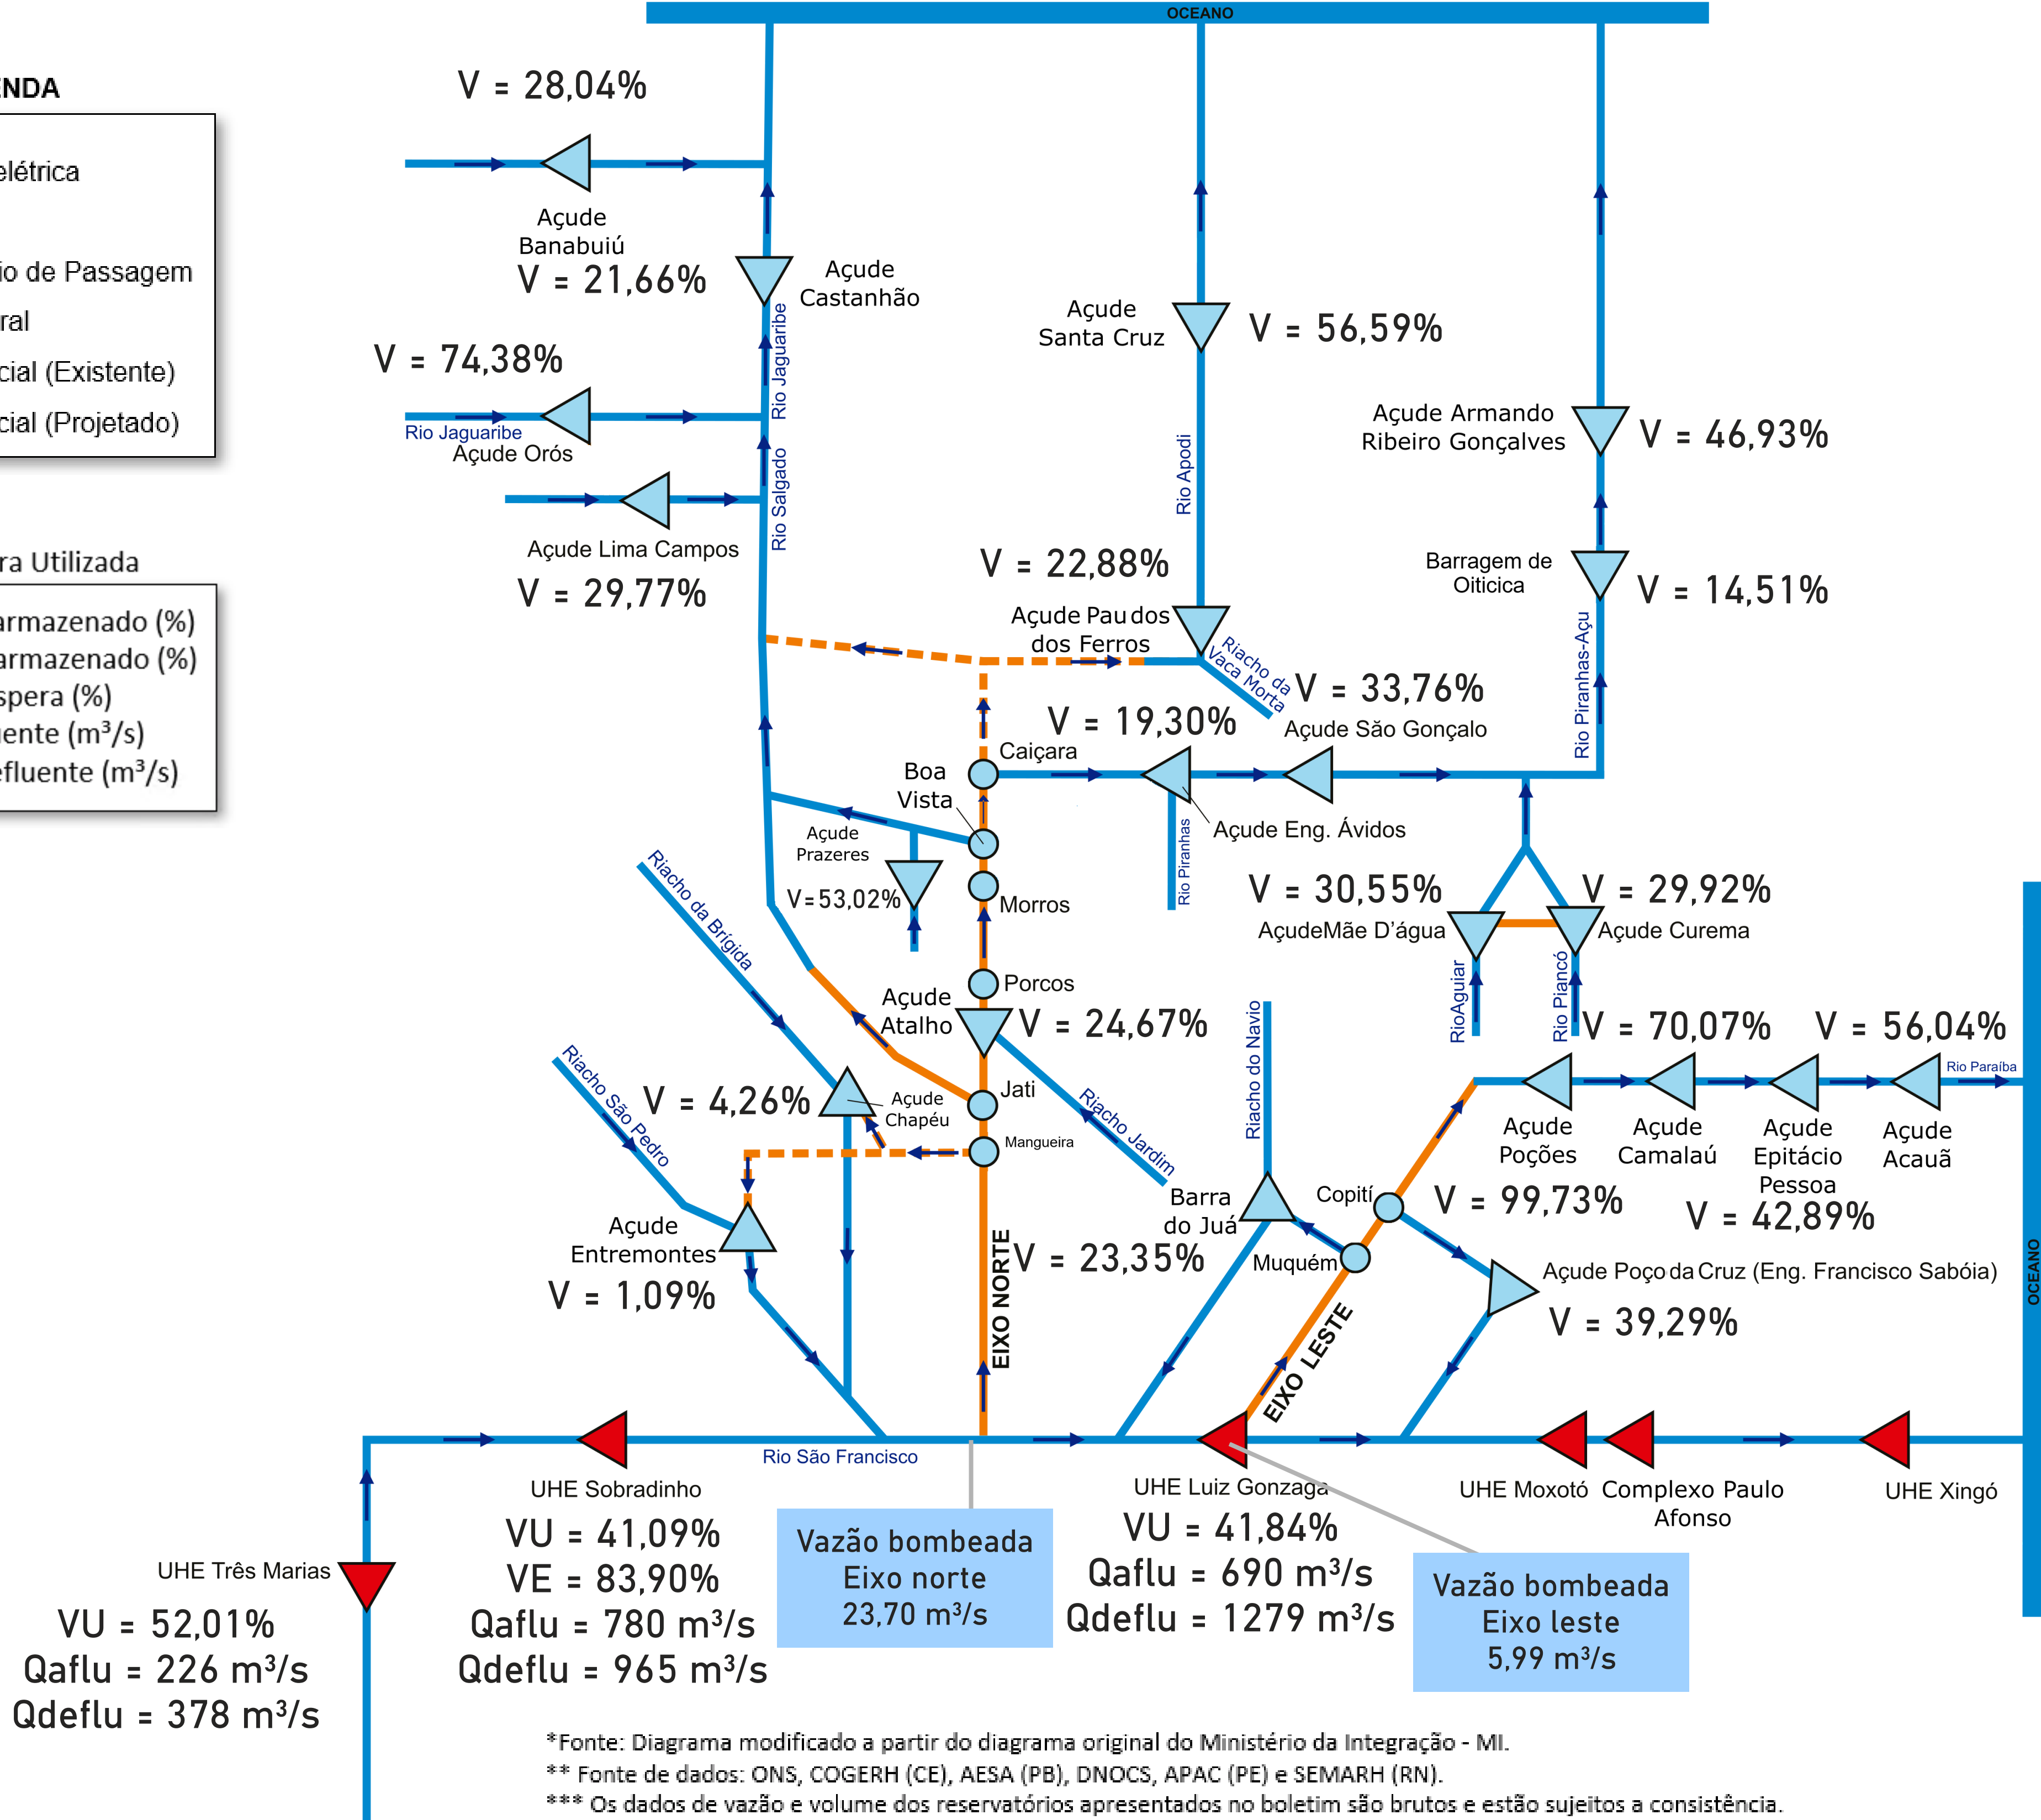 OCEANO
ENDA
elétrica
io de Passagem
ral
cial (Existente)
cial (Projetado)
ra Utilizada
armazenado (%)
armazenado (%)
spera (%)
uente (m³/s)
efluente (m³/s)
V = 28,04%
Açude
Banabuiú
V = 21,66%
Açude
Castanhão
Rio Jaguaribe
V = 74,38%
Rio Jaguaribe
Açude Orós
Rio Salgado
Açude Lima Campos
V = 29,77%
Açude
Santa Cruz
V = 56,59%
Rio Apodi
Açude Armando
Ribeiro Gonçalves
V = 46,93%
V = 22,88%
Açude Pau dos
dos Ferros
Riacho da
Vaca Morta
Barragem de
Oiticica
V = 14,51%
Rio Piranhas-Açu
V = 33,76%
Açude São Gonçalo
V = 19,30%
Caiçara
Boa
Vista
Açude Eng. Ávidos
Rio Piranhas
Açude
Prazeres
V= 53,02%
Morros
V = 30,55%
AçudeMãe D'água
V = 29,92%
Açude Curema
RioAguiar
Rio Piancó
Riacho da Brígida
Porcos
Açude
Atalho
V = 24,67%
Riacho São Pedro
V = 4,26%
Açude
Chapéu
Jati
Mangueira
Riacho Jardim
Riacho do Navio
V = 70,07%
V = 56,04%
Rio Paraíba
Açude
Poções
Açude
Camalaú
Açude
Epitácio
Pessoa
Açude
Acauã
V = 99,73%
V = 42,89%
Açude
Entremontes
V = 1,09%
EIXO NORTE
V = 23,35%
Barra
do Juá
Copití
Muquém
Açude Poço da Cruz (Eng. Francisco Sabóia)
V = 39,29%
EIXO LESTE
OCEANO
Rio São Francisco
UHE Sobradinho
VU = 41,09%
VE = 83,90%
Qaflu = 780 m³/s
Qdeflu = 965 m³/s
Vazão bombeada
Eixo norte
23,70 m³/s
UHE Luiz Gonzaga
VU = 41,84%
Qaflu = 690 m³/s
Qdeflu = 1279 m³/s
Vazão bombeada
Eixo leste
5,99 m³/s
UHE Moxotó
Complexo Paulo
Afonso
UHE Xingó
UHE Três Marias
VU = 52,01%
Qaflu = 226 m³/s
Qdeflu = 378 m³/s
*Fonte: Diagrama modificado a partir do diagrama original do Ministério da Integração - MI.
** Fonte de dados: ONS, COGERH (CE), AESA (PB), DNOCS, APAC (PE) e SEMARH (RN).
*** Os dados de vazão e volume dos reservatórios apresentados no boletim são brutos e estão sujeitos a consistência.